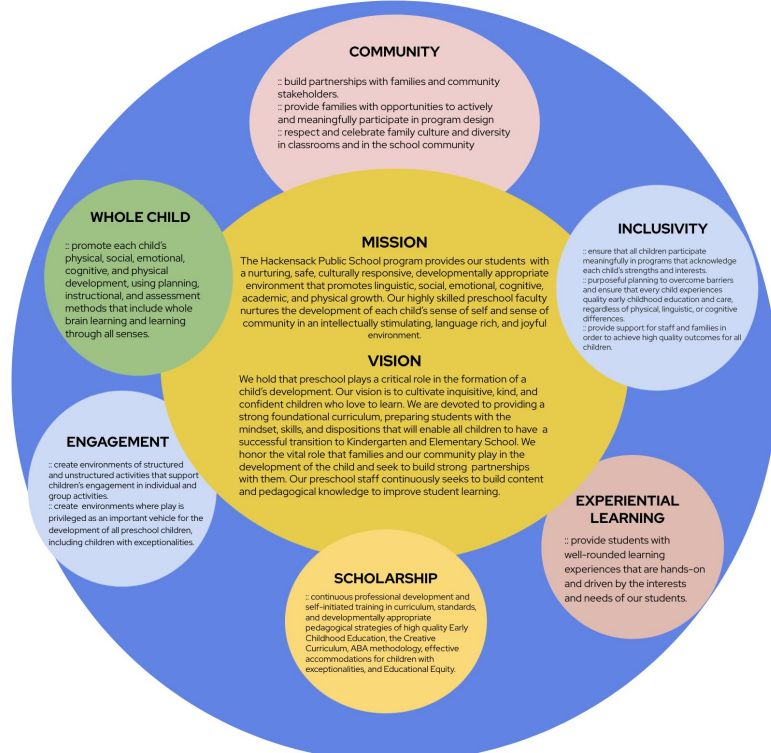 COMMUNITY
:: build partnerships with families and community
stakeholders.
:: provide families with opportunities to actively
and meaningfully participate in program design
:: respect and celebrate family culture and diversity
in classrooms and in the school community
WHOLE CHILD
:: promote each child's
physical, social, emotional,
cognitive, and physical
development, using planning,
instructional, and assessment
methods that include whole
brain learning and learning
through all senses.
MISSION
The Hackensack Public School program provides our students with
a nurturing, safe, culturally responsive, developmentally appropriate
environment that promotes linguistic, social, emotional, cognitive,
academic, and physical growth. Our highly skilled preschool faculty
nurtures the development of each child's sense of self and sense of
community in an intellectually stimulating, language rich, and joyful
environment.
VISION
We hold that preschool plays a critical role in the formation of a
child's development. Our vision is to cultivate inquisitive, kind, and
confident children who love to learn. We are devoted to providing a
strong foundational curriculum, preparing students with the
mindset, skills, and dispositions that will enable all children to have a
successful transition to Kindergarten and Elementary School. We
honor the vital role that families and our community play in the
development of the child and seek to build strong partnerships
with them. Our preschool staff continuously seeks to build content
and pedagogical knowledge to improve student learning.
INCLUSIVITY
:: ensure that all children participate
meaningfully in programs that acknowledge
each child's strengths and interests.
:: purposeful planning to overcome barriers
and ensure that every child experiences
quality early childhood education and care,
regardless of physical, linguistic, or cognitive
differences.
:: provide support for staff and families in
order to achieve high quality outcomes for all
children.
ENGAGEMENT
:: create environments of structured
and unstructured activities that support
children's engagement in individual and
group activities.
:: create environments where play is
privileged as an important vehicle for the
development of all preschool children,
including children with exceptionalities.
EXPERIENTIAL
LEARNING
:: provide students with
well-rounded learning
experiences that are hands-on
and driven by the interests
and needs of our students.
SCHOLARSHIP
:: continuous professional development and
self-initiated training in curriculum, standards,
and developmentally appropriate
pedagogical strategies of high quality Early
Childhood Education, the Creative
Curriculum, ABA methodology, effective
accommodations for children with
exceptionalities, and Educational Equity.